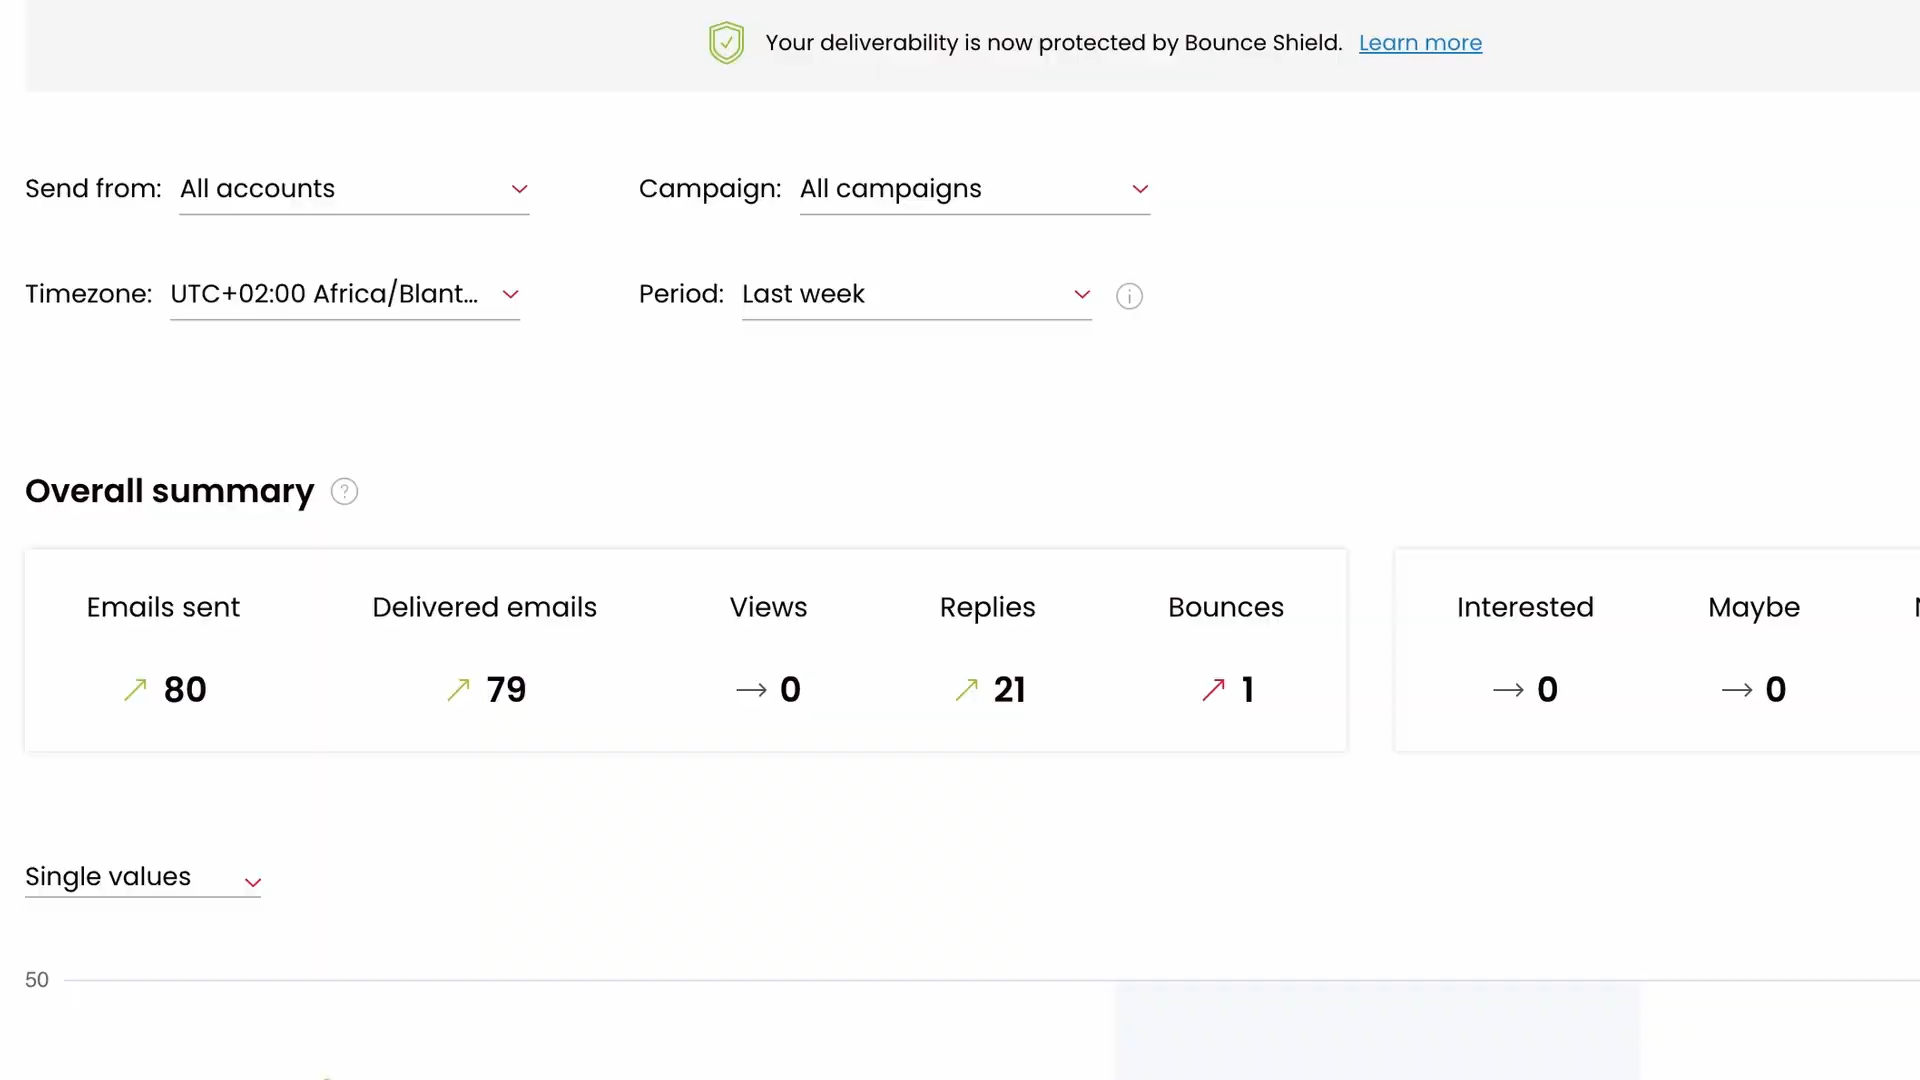 Your deliverability is now protected by Bounce Shield. Learn more
Send from: All accounts
Campaign: All campaigns
Timezone: UTC+02:00 Africa/Blant...
Period: Last week
Overall summary
Emails sent
Delivered emails
Views
Replies
Bounces
Interested
Maybe
80
79
0
21
1
0
0
Single values
50